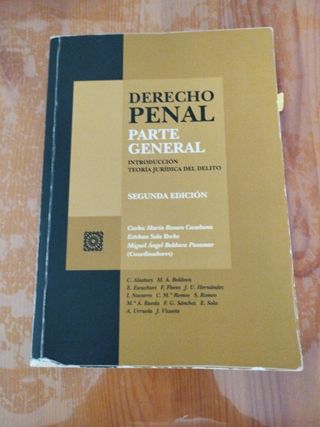 DERECHO
PENAL
PARTE
GENERAL
INTRODUCCIÓN
TEORÍA JURÍDICA DEL DELITO
SEGUNDA EDICIÓN
Carlos María Romeo Casabona
Esteban Sola Reche
Miguel Ángel Boldova Pasamar
(Coordinadores)
C. Alastuey M. Á. Boldova
E. Escuchuri F. Flores J. U. Hernández
I. Navarro C. Mª Romeo S. Romeo
M.ª Á. Rueda F. G. Sánchez E. Sola
A. Urruela J. Vizueta